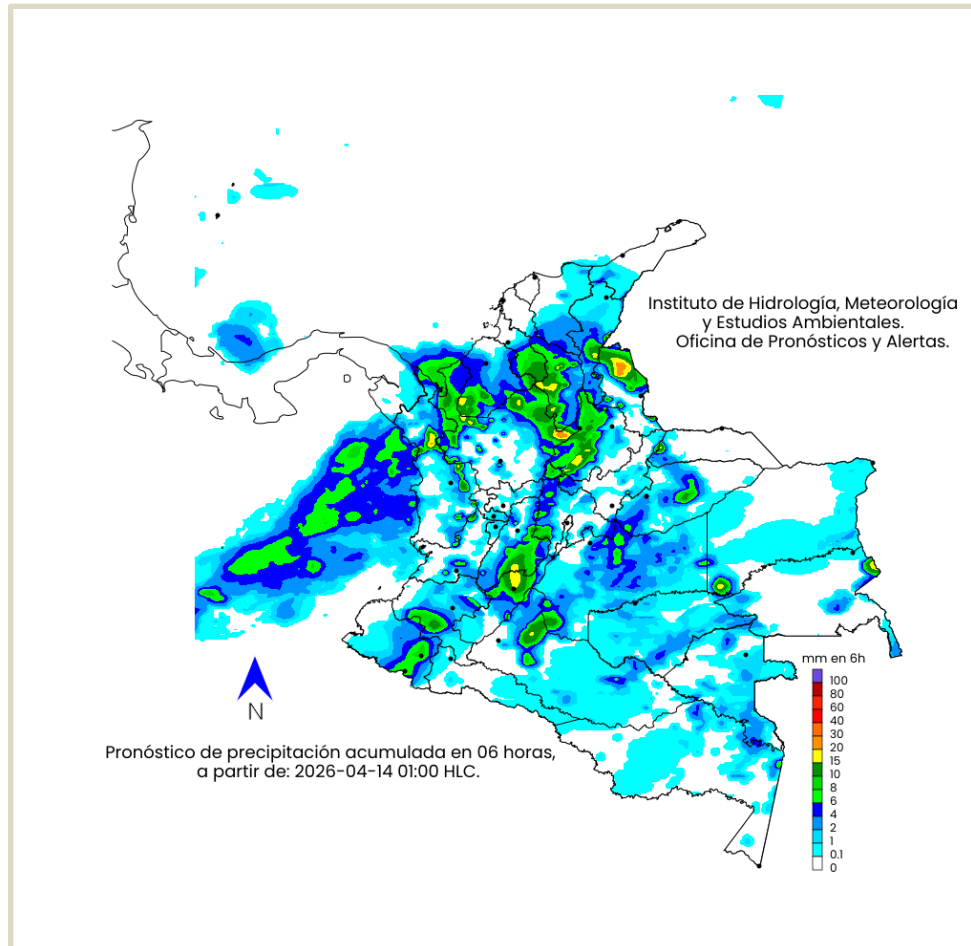 Instituto de Hidrología, Meteorología
y Estudios Ambientales.
Oficina de Pronósticos y Alertas.
mm en 6h
100
80
60
40
30
20
15
10
8
6
4
2
1
0.1
0
N
Pronóstico de precipitación acumulada en 06 horas,
a partir de: 2026-04-14 01:00 HLC.